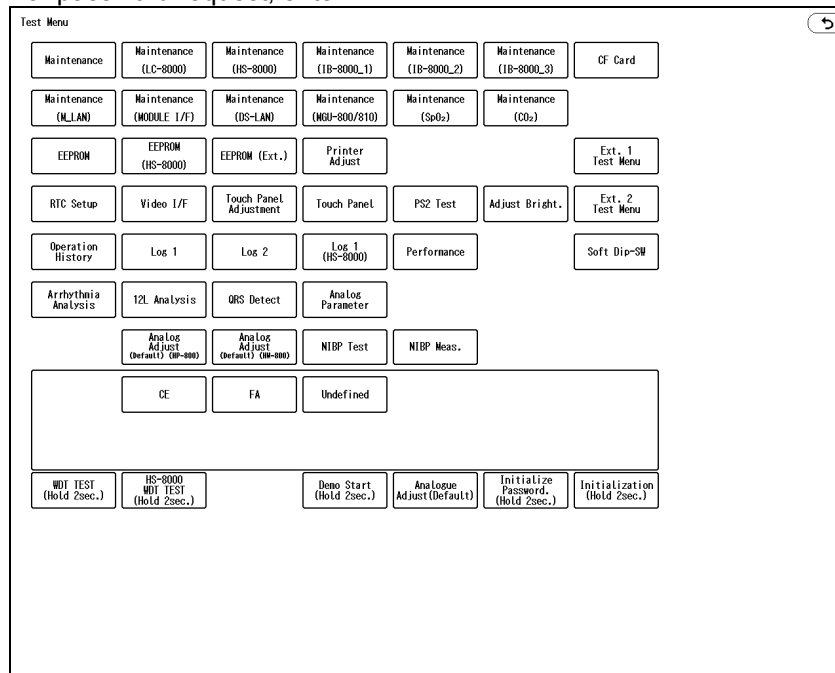 Test Menu
Maintenance
Maintenance
(LC-8000)
Maintenance
(HS-8000)
Maintenance
(IB-8000_1)
Maintenance
(IB-8000_2)
Maintenance
(IB-8000_3)
CF Card
Maintenance
(M_LAN)
Maintenance
(MODULE I/F)
Maintenance
(DS-LAN)
Maintenance
(MGU-800/810)
Maintenance
(SpO₂)
Maintenance
(CO₂)
EEPROM
EEPROM
(HS-8000)
EEPROM (Ext.)
Printer
Adjust
Ext. 1
Test Menu
RTC Setup
Video I/F
Touch Panel
Adjustment
Touch Panel
PS2 Test
Adjust Bright.
Ext. 2
Test Menu
Operation
History
Log 1
Log 2
Log 1
(HS-8000)
Performance
Soft Dip-SW
Arrhythmia
Analysis
12L Analysis
QRS Detect
Analog
Parameter
Analog
Adjust
(Default) (HP-800)
Analog
Adjust
(Default) (HW-800)
NIBP Test
NIBP Meas.
CE
FA
Undefined
WDT TEST
(Hold 2sec.)
HS-8000
WDT TEST
(Hold 2sec.)
Demo Start
(Hold 2sec.)
Analogue
Adjust(Default)
Initialize
Password.
(Hold 2sec.)
Initialization
(Hold 2sec.)